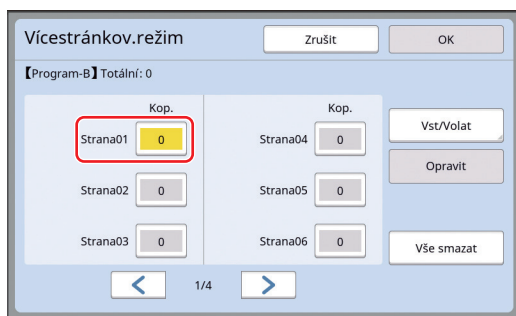 Vícestránkov.režim Zrušit OK
【Program-B】Totální: 0
Kop. Kop.
Strana01 0 Strana04 0 Vst/Volat
Opravit
Strana02 0 Strana05 0
Strana03 0 Strana06 0 Vše smazat
< 1/4 >